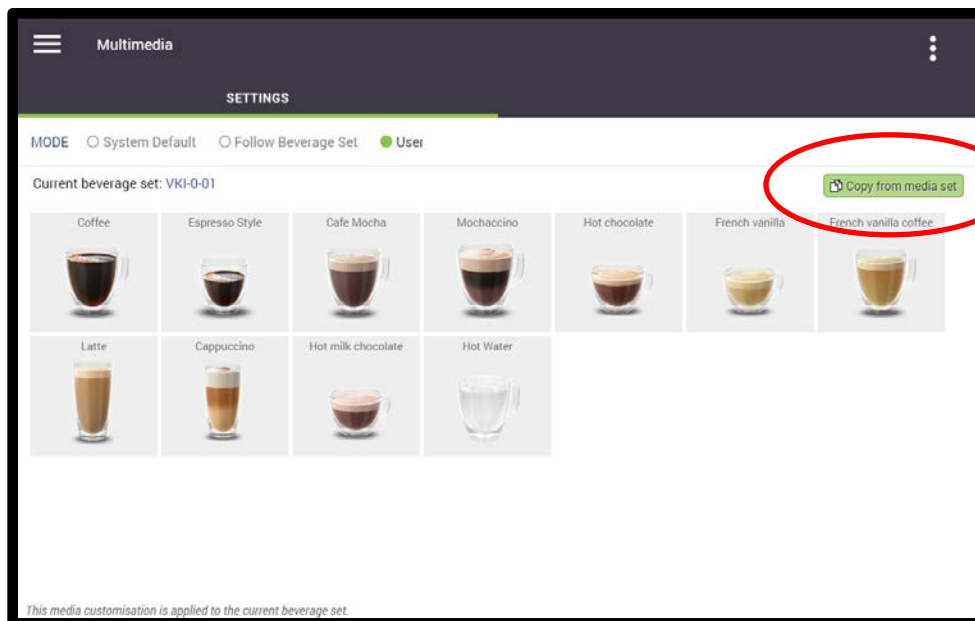 Multimedia
SETTINGS
MODE System Default Follow Beverage Set User
Current beverage set: VKI-0-01 Copy from media set
Coffee Espresso Style Cafe Mocha Mochaccino Hot chocolate French vanilla French vanilla coffee
Latte Cappuccino Hot milk chocolate Hot Water
This media customisation is applied to the current beverage set.